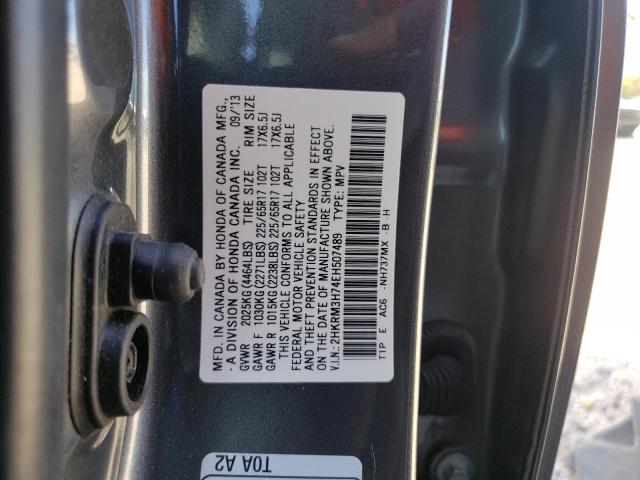 MFD. IN CANADA BY HONDA OF CANADA MFG.,
A DIVISION OF HONDA CANADA INC. 09/'13
GVWR 2025KG(4464LBS) TIRE SIZE RIM SIZE
GAWR F 1030KG(2271LBS) 225/65R17 102T 17X6.5J
GAWR R 1015KG(2238LBS) 225/65R17 102T 17X6.5J
THIS VEHICLE CONFORMS TO ALL APPLICABLE
FEDERAL MOTOR VEHICLE SAFETY
AND THEFT PREVENTION STANDARDS IN EFFECT
ON THE DATE OF MANUFACTURE SHOWN ABOVE.
V.I.N.: 2HKRM3H74EH507489 TYPE: MPV
T1P E AC6 -NH737MX -B -H
T0A A2